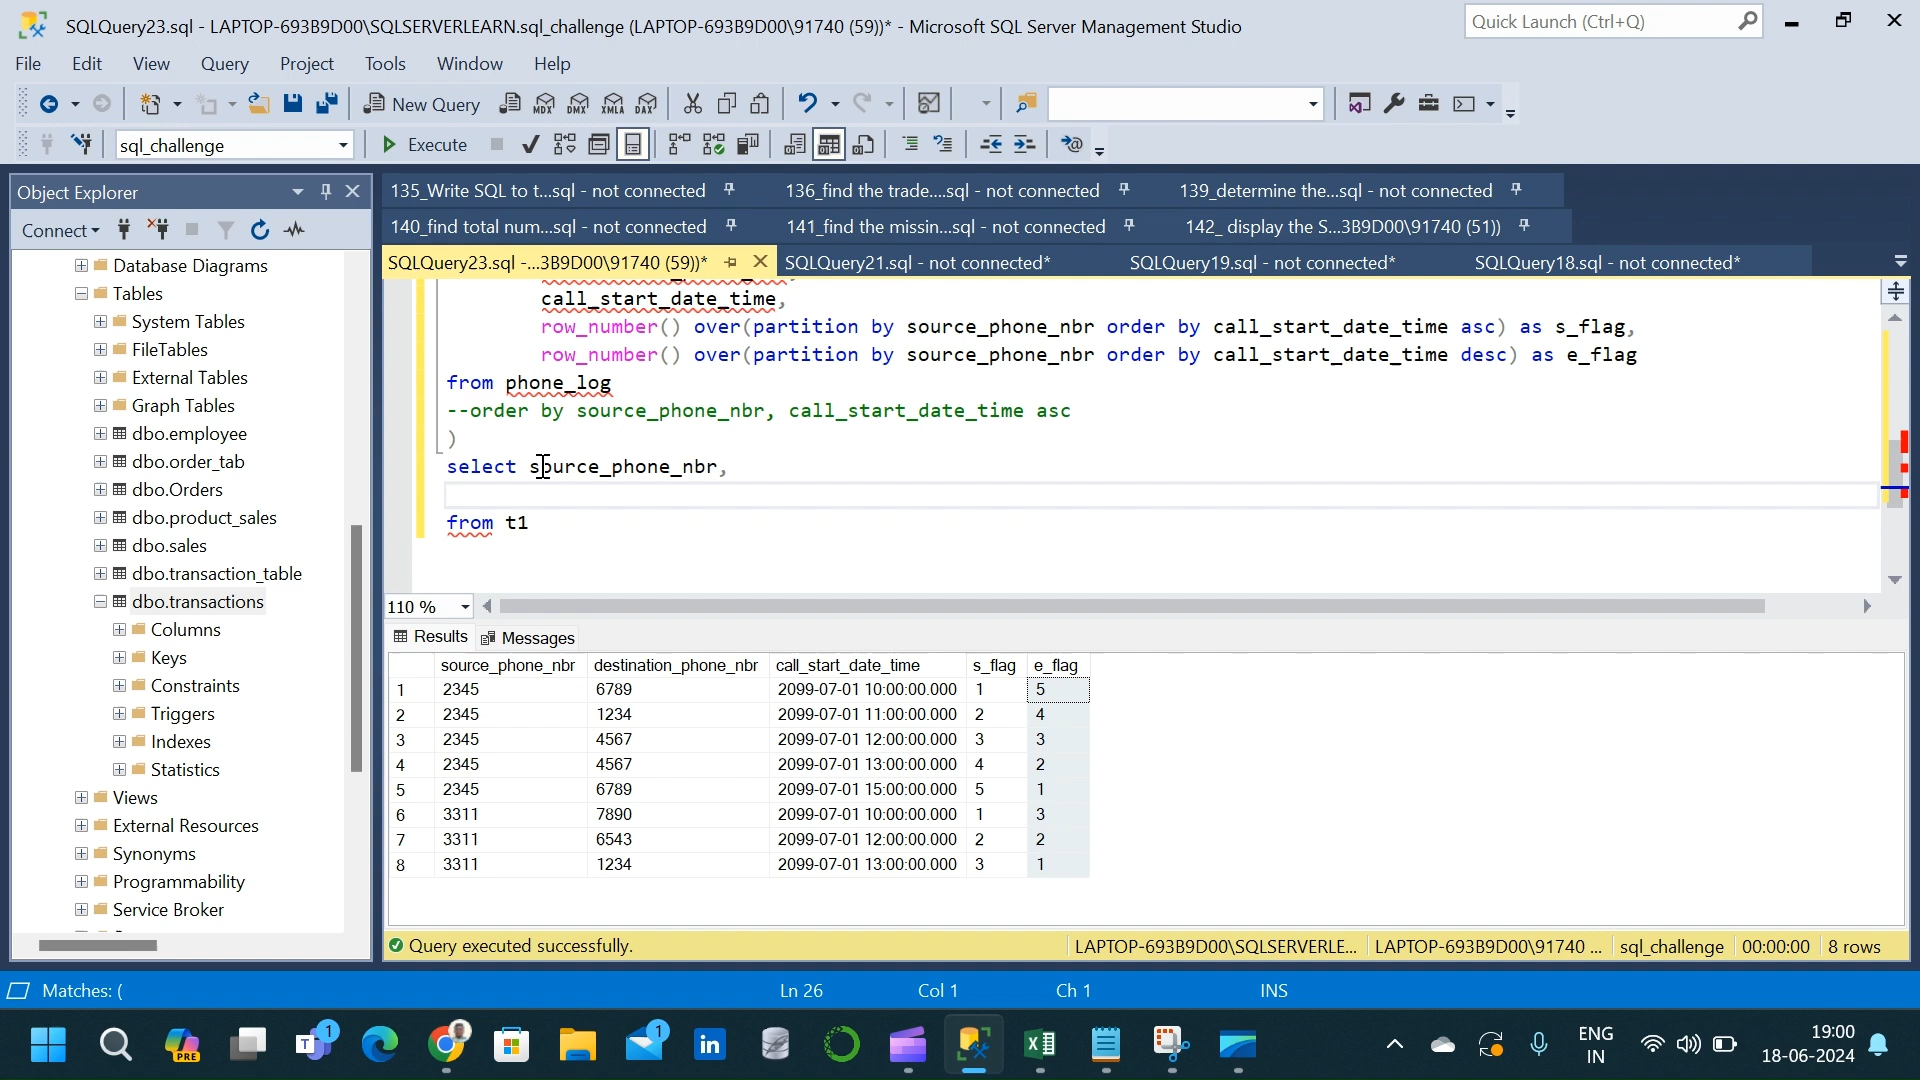 SQLQuery23.sql - LAPTOP-693B9D00\SQLSERVERLEARN.sql_challenge (LAPTOP-693B9D00\91740 (59))* - Microsoft SQL Server Management Studio
Quick Launch (Ctrl+Q)
File Edit View Query Project Tools Window Help
New Query MDX DMX XMLA DAX
sql_challenge
Execute
Object Explorer
Connect
Database Diagrams
Tables
System Tables
FileTables
External Tables
Graph Tables
dbo.employee
dbo.order_tab
dbo.Orders
dbo.product_sales
dbo.sales
dbo.transaction_table
dbo.transactions
Columns
Keys
Constraints
Triggers
Indexes
Statistics
Views
External Resources
Synonyms
Programmability
Service Broker
135_Write SQL to t...sql - not connected
136_find the trade....sql - not connected
139_determine the...sql - not connected
140_find total num...sql - not connected
141_find the missin...sql - not connected
142_ display the S...3B9D00\91740 (51))
SQLQuery23.sql -...3B9D00\91740 (59))*
SQLQuery21.sql - not connected*
SQLQuery19.sql - not connected*
SQLQuery18.sql - not connected*
call_start_date_time,
row_number() over(partition by source_phone_nbr order by call_start_date_time asc) as s_flag,
row_number() over(partition by source_phone_nbr order by call_start_date_time desc) as e_flag
from phone_log
--order by source_phone_nbr, call_start_date_time asc
)
select source_phone_nbr,
from t1
110 %
Results Messages
source_phone_nbr destination_phone_nbr call_start_date_time s_flag e_flag
1 2345 6789 2099-07-01 10:00:00.000 1 5
2 2345 1234 2099-07-01 11:00:00.000 2 4
3 2345 4567 2099-07-01 12:00:00.000 3 3
4 2345 4567 2099-07-01 13:00:00.000 4 2
5 2345 6789 2099-07-01 15:00:00.000 5 1
6 3311 7890 2099-07-01 10:00:00.000 1 3
7 3311 6543 2099-07-01 12:00:00.000 2 2
8 3311 1234 2099-07-01 13:00:00.000 3 1
Query executed successfully.
LAPTOP-693B9D00\SQLSERVERLE... LAPTOP-693B9D00\91740 ... sql_challenge 00:00:00 8 rows
Matches: (
Ln 26 Col 1 Ch 1 INS
PRE
1
1
ENG
IN
19:00
18-06-2024